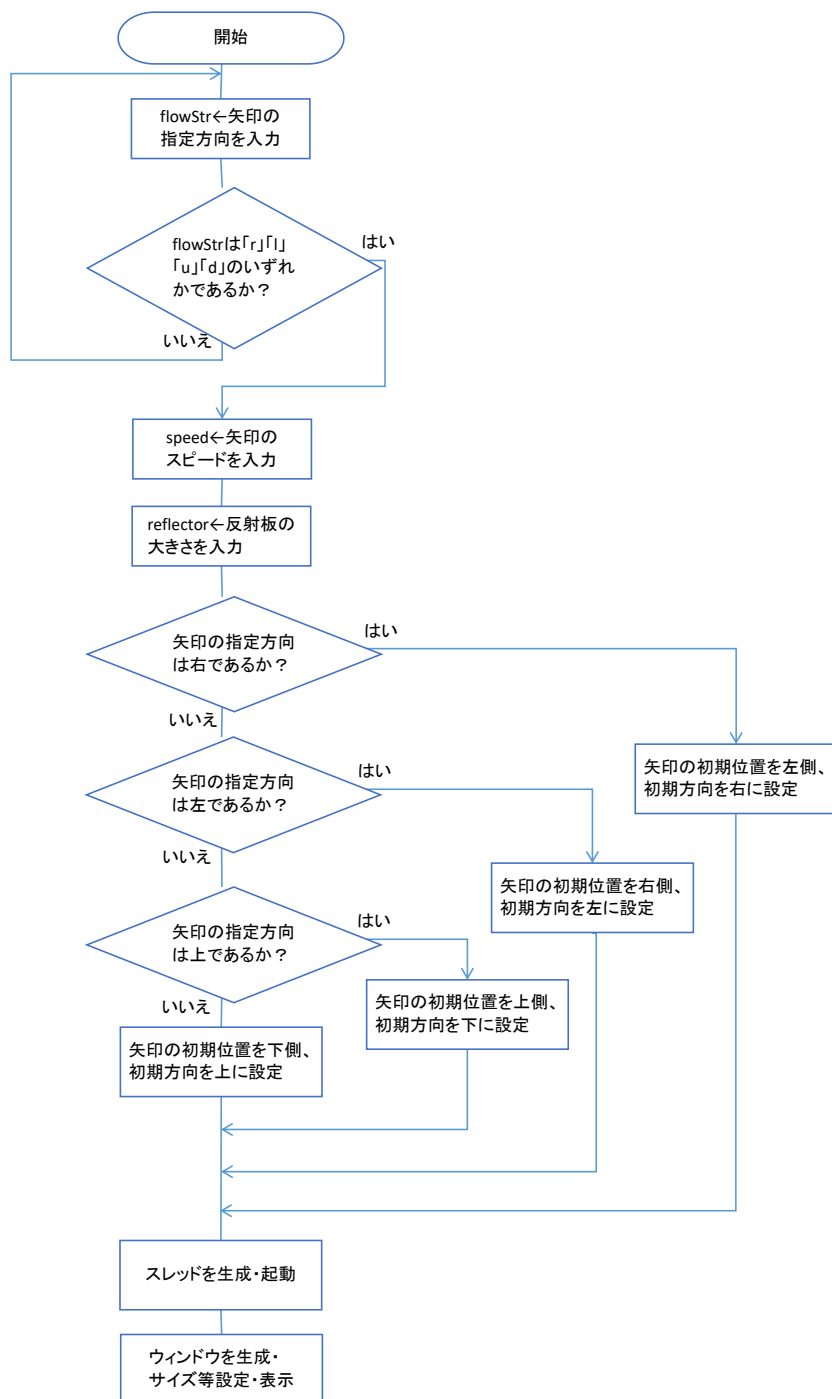 開始
flowStr←矢印の
指定方向を入力
flowStrは「r」「l」
「u」「d」のいずれ
かであるか？
はい
いいえ
speed←矢印の
スピードを入力
reflector←反射板の
大きさを入力
矢印の指定方向
は右であるか？
はい
いいえ
矢印の初期位置を左側、
初期方向を右に設定
矢印の指定方向
は左であるか？
はい
いいえ
矢印の初期位置を右側、
初期方向を左に設定
矢印の指定方向
は上であるか？
はい
いいえ
矢印の初期位置を上側、
初期方向を下に設定
矢印の初期位置を下側、
初期方向を上に設定
スレッドを生成・起動
ウィンドウを生成・
サイズ等設定・表示